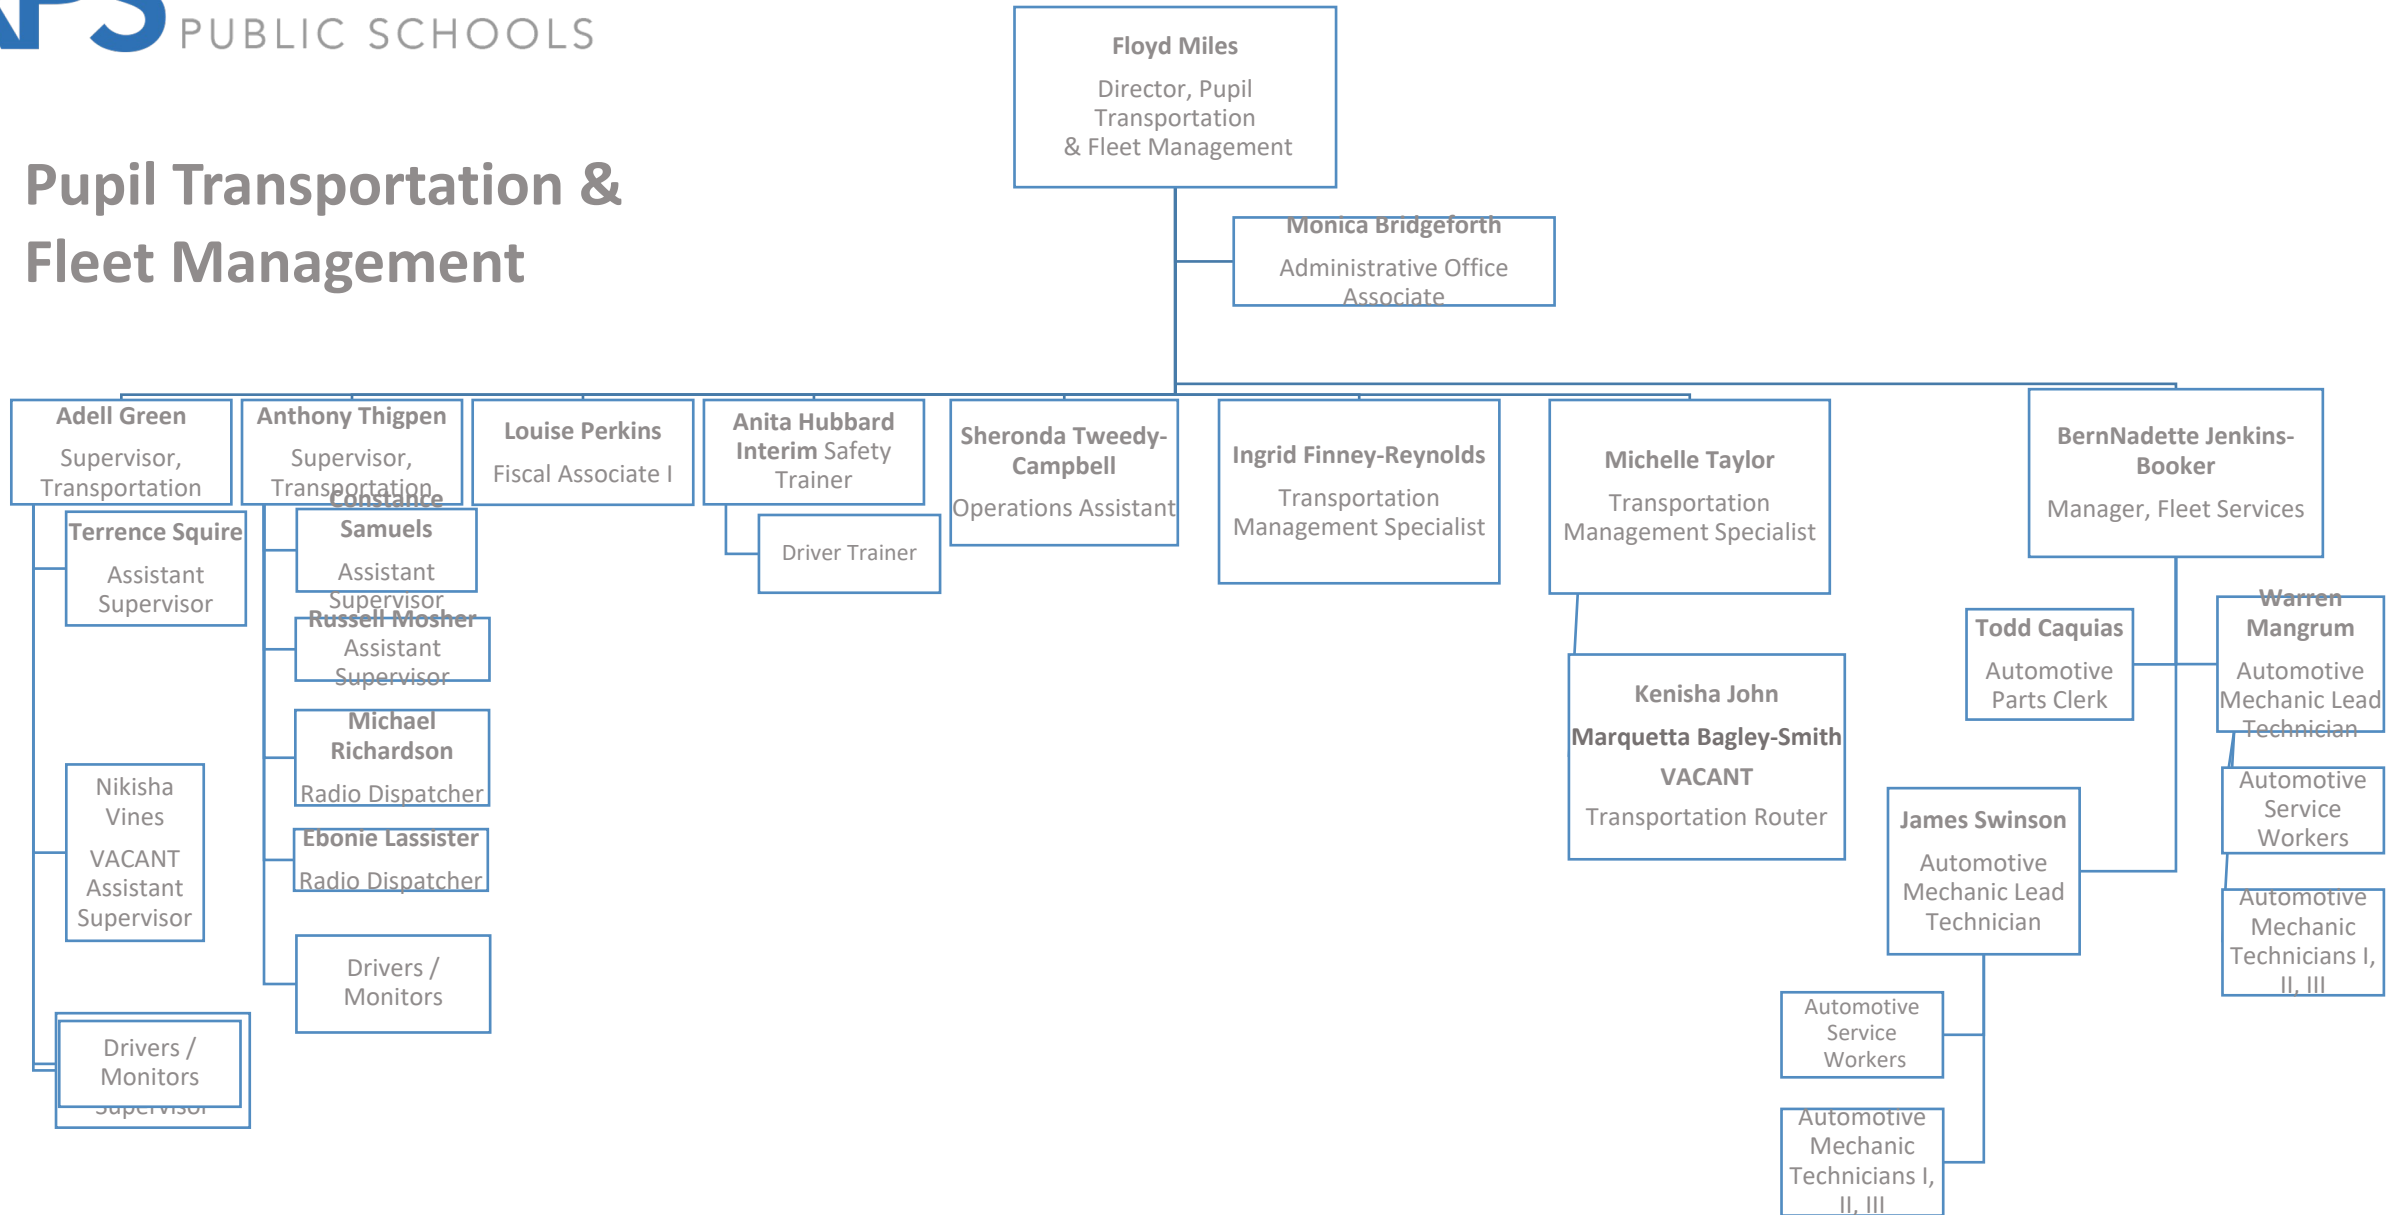 APS
PUBLIC SCHOOLS
Pupil Transportation &
Fleet Management
Floyd Miles
Director, Pupil
Transportation
& Fleet Management
Monica Bridgeforth
Administrative Office
Associate
Adell Green
Supervisor,
Transportation
Terrence Squire
Assistant
Supervisor
Nikisha
Vines
VACANT
Assistant
Supervisor
Drivers /
Monitors
Supervisor
Anthony Thigpen
Supervisor,
Transportation
Constance
Samuels
Assistant
Supervisor
Russell Mosher
Assistant
Supervisor
Michael
Richardson
Radio Dispatcher
Ebonie Lassister
Radio Dispatcher
Drivers /
Monitors
Louise Perkins
Fiscal Associate I
Anita Hubbard
Interim Safety
Trainer
Driver Trainer
Sheronda Tweedy-
Campbell
Operations Assistant
Ingrid Finney-Reynolds
Transportation
Management Specialist
Michelle Taylor
Transportation
Management Specialist
Kenisha John
Marquetta Bagley-Smith
VACANT
Transportation Router
BernNadette Jenkins-
Booker
Manager, Fleet Services
Todd Caquias
Automotive
Parts Clerk
Warren
Mangrum
Automotive
Mechanic Lead
Technician
Automotive
Service
Workers
Automotive
Mechanic
Technicians I,
II, III
James Swinson
Automotive
Mechanic Lead
Technician
Automotive
Service
Workers
Automotive
Mechanic
Technicians I,
II, III